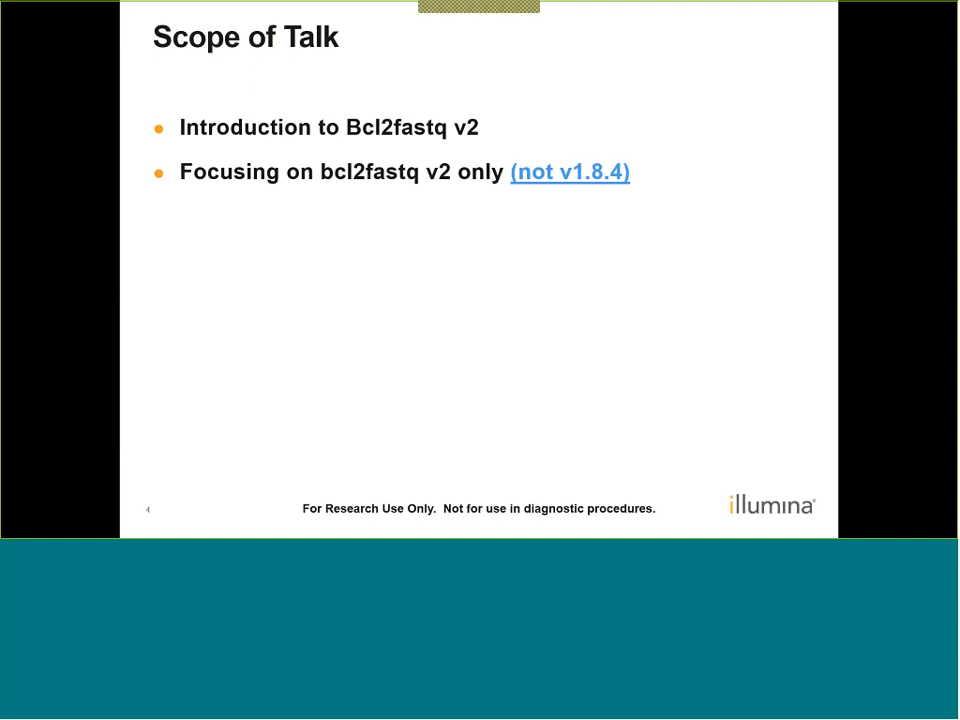 Scope of Talk
Introduction to Bcl2fastq v2
Focusing on bcl2fastq v2 only (not v1.8.4)
4
For Research Use Only. Not for use in diagnostic procedures.
illumina®